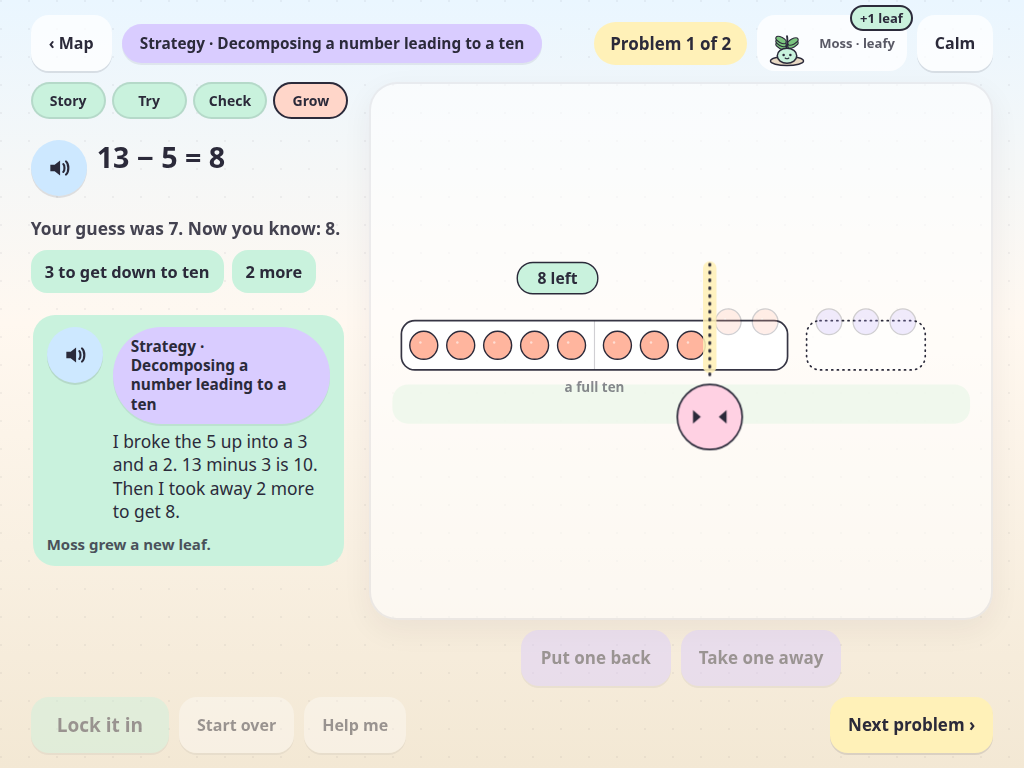 ‹ Map
Strategy · Decomposing a number leading to a ten
Problem 1 of 2
+1 leaf
Moss · leafy
Calm
Story
Try
Check
Grow
13 − 5 = 8
Your guess was 7. Now you know: 8.
3 to get down to ten
2 more
Strategy ·
Decomposing a
number leading to a
ten
I broke the 5 up into a 3
and a 2. 13 minus 3 is 10.
Then I took away 2 more
to get 8.
Moss grew a new leaf.
8 left
a full ten
Put one back
Take one away
Lock it in
Start over
Help me
Next problem ›